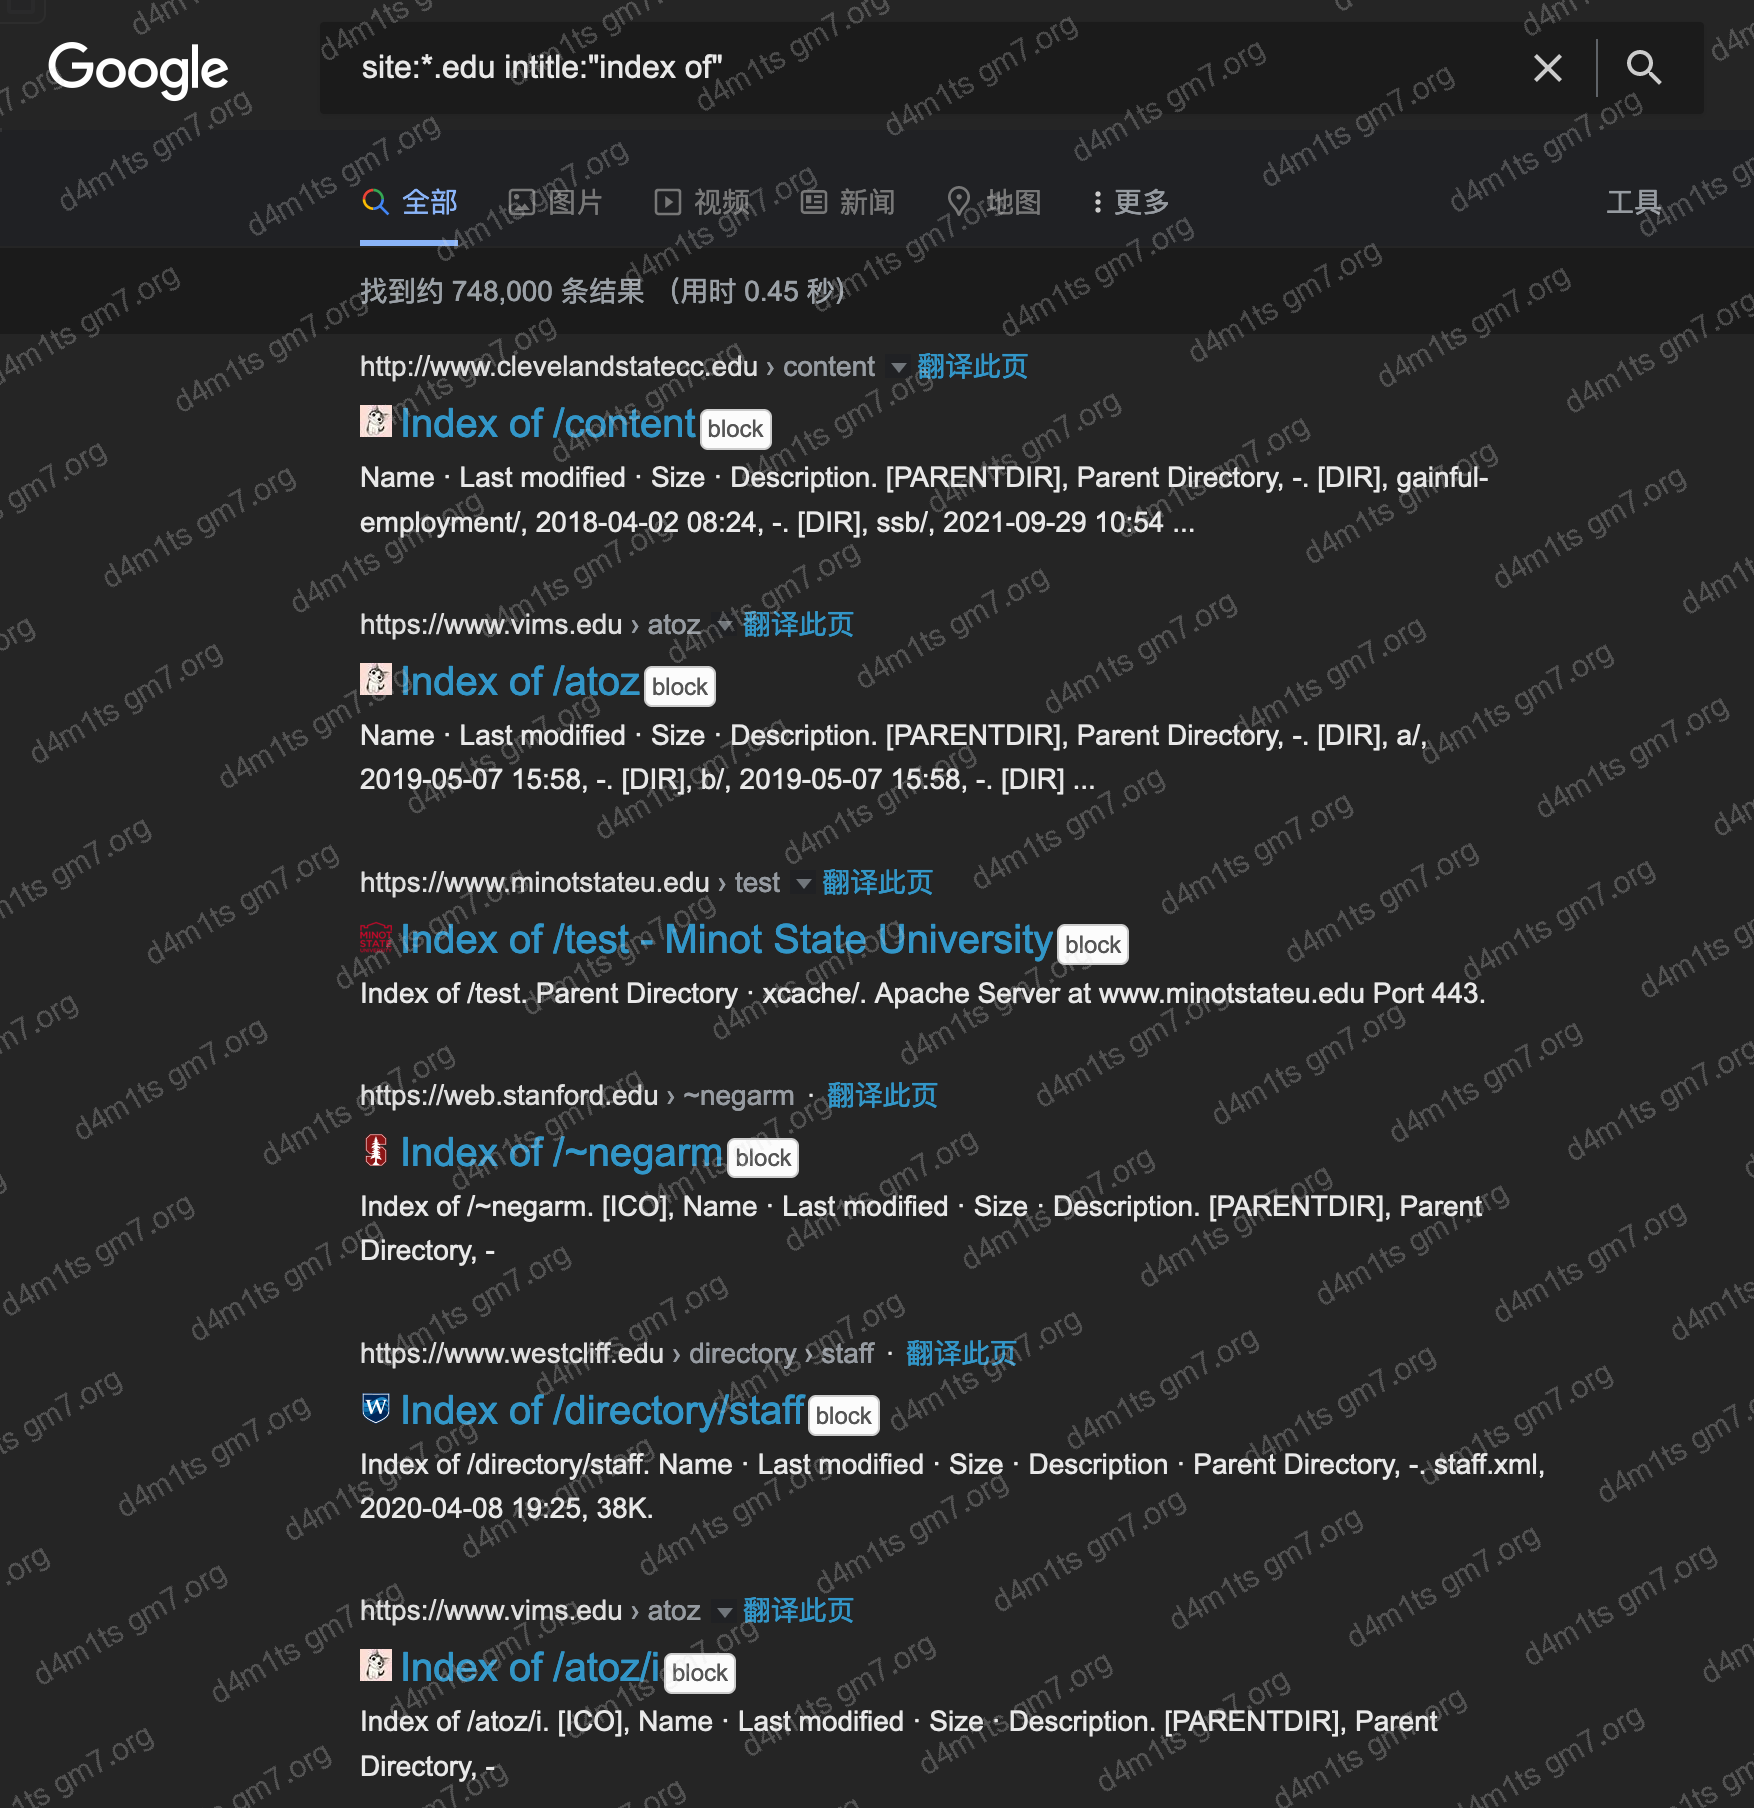 Google
site:*.edu intitle:"index of"
全部 图片 视频 新闻 地图 更多 工具
找到约 748,000 条结果 （用时 0.45 秒）
http://www.clevelandstatecc.edu › content 翻译此页
Index of /content block
Name · Last modified · Size · Description. [PARENTDIR], Parent Directory, -. [DIR], gainful-
employment/, 2018-04-02 08:24, -. [DIR], ssb/, 2021-09-29 10:54 ...
https://www.vims.edu › atoz 翻译此页
Index of /atoz block
Name · Last modified · Size · Description. [PARENTDIR], Parent Directory, -. [DIR], a/,
2019-05-07 15:58, -. [DIR], b/, 2019-05-07 15:58, -. [DIR] ...
https://www.minotstateu.edu › test 翻译此页
MINOT STATE Index of /test - Minot State University block
Index of /test. Parent Directory · xcache/. Apache Server at www.minotstateu.edu Port 443.
https://web.stanford.edu › ~negarm · 翻译此页
Index of /~negarm block
Index of /~negarm. [ICO], Name · Last modified · Size · Description. [PARENTDIR], Parent
Directory, -
https://www.westcliff.edu › directory › staff · 翻译此页
W Index of /directory/staff block
Index of /directory/staff. Name · Last modified · Size · Description · Parent Directory, -. staff.xml,
2020-04-08 19:25, 38K.
https://www.vims.edu › atoz 翻译此页
Index of /atoz/i block
Index of /atoz/i. [ICO], Name · Last modified · Size · Description. [PARENTDIR], Parent
Directory, -
d4m1ts gm7.org